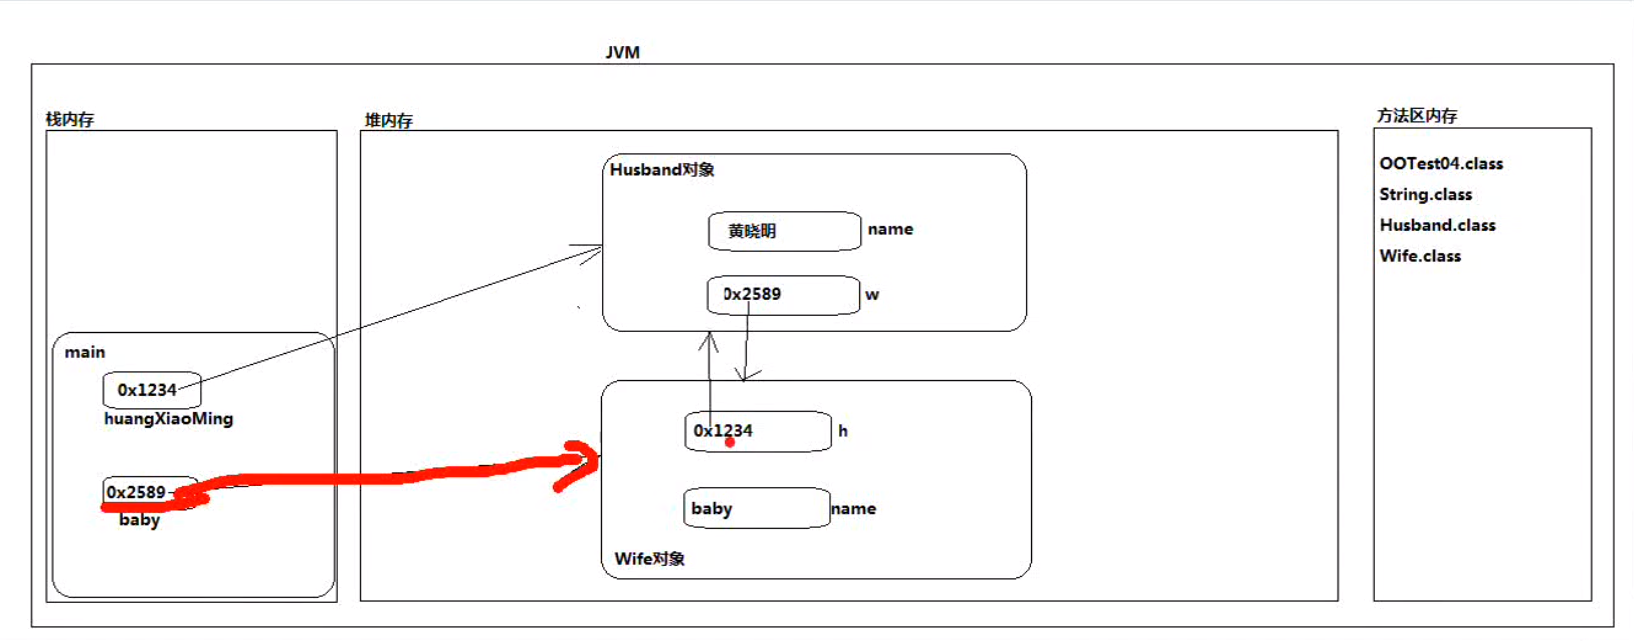 JVM
栈内存
堆内存
方法区内存
Husband对象
黄晓明
name
0x2589
w
main
0x1234
huangXiaoMing
0x2589
baby
0x1234
h
baby
name
Wife对象
OOTest04.class
String.class
Husband.class
Wife.class